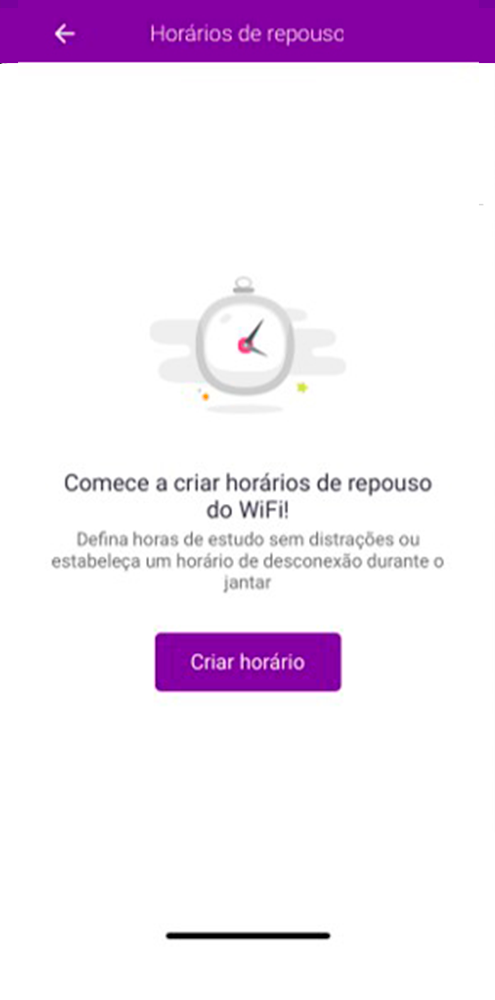 Horários de repouso
Comece a criar horários de repouso
do WiFi!
Defina horas de estudo sem distrações ou
estabeleça um horário de desconexão durante o
jantar
Criar horário